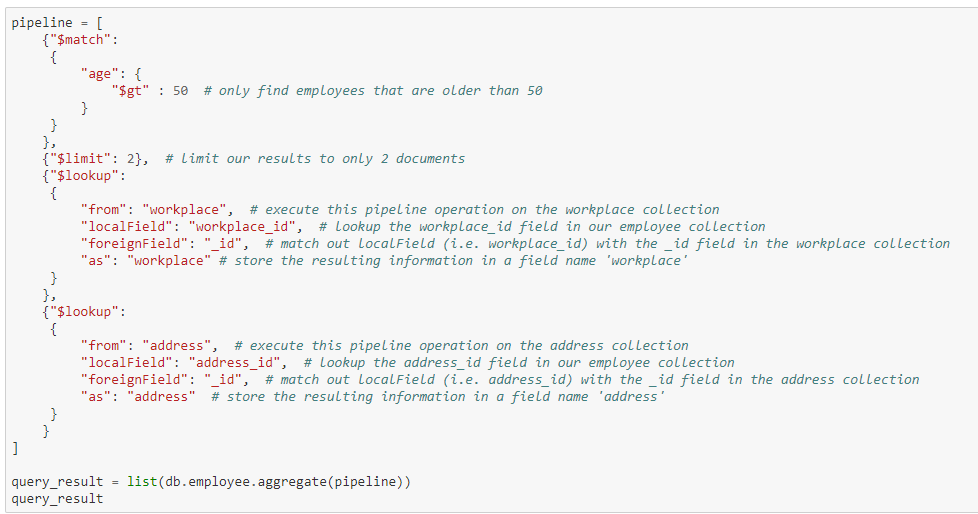 pipeline = [
    {"$match":
     {
         "age": {
             "$gt" : 50  # only find employees that are older than 50
         }
     }
    },
    {"$limit": 2},  # limit our results to only 2 documents
    {"$lookup":
     {
         "from": "workplace",  # execute this pipeline operation on the workplace collection
         "localField": "workplace_id",  # lookup the workplace_id field in our employee collection
         "foreignField": "_id",  # match out localField (i.e. workplace_id) with the _id field in the workplace collection
         "as": "workplace" # store the resulting information in a field name 'workplace'
     }
    },
    {"$lookup":
     {
         "from": "address",  # execute this pipeline operation on the address collection
         "localField": "address_id",  # lookup the address_id field in our employee collection
         "foreignField": "_id",  # match out localField (i.e. address_id) with the _id field in the address collection
         "as": "address"  # store the resulting information in a field name 'address'
     }
    }
]

query_result = list(db.employee.aggregate(pipeline))
query_result